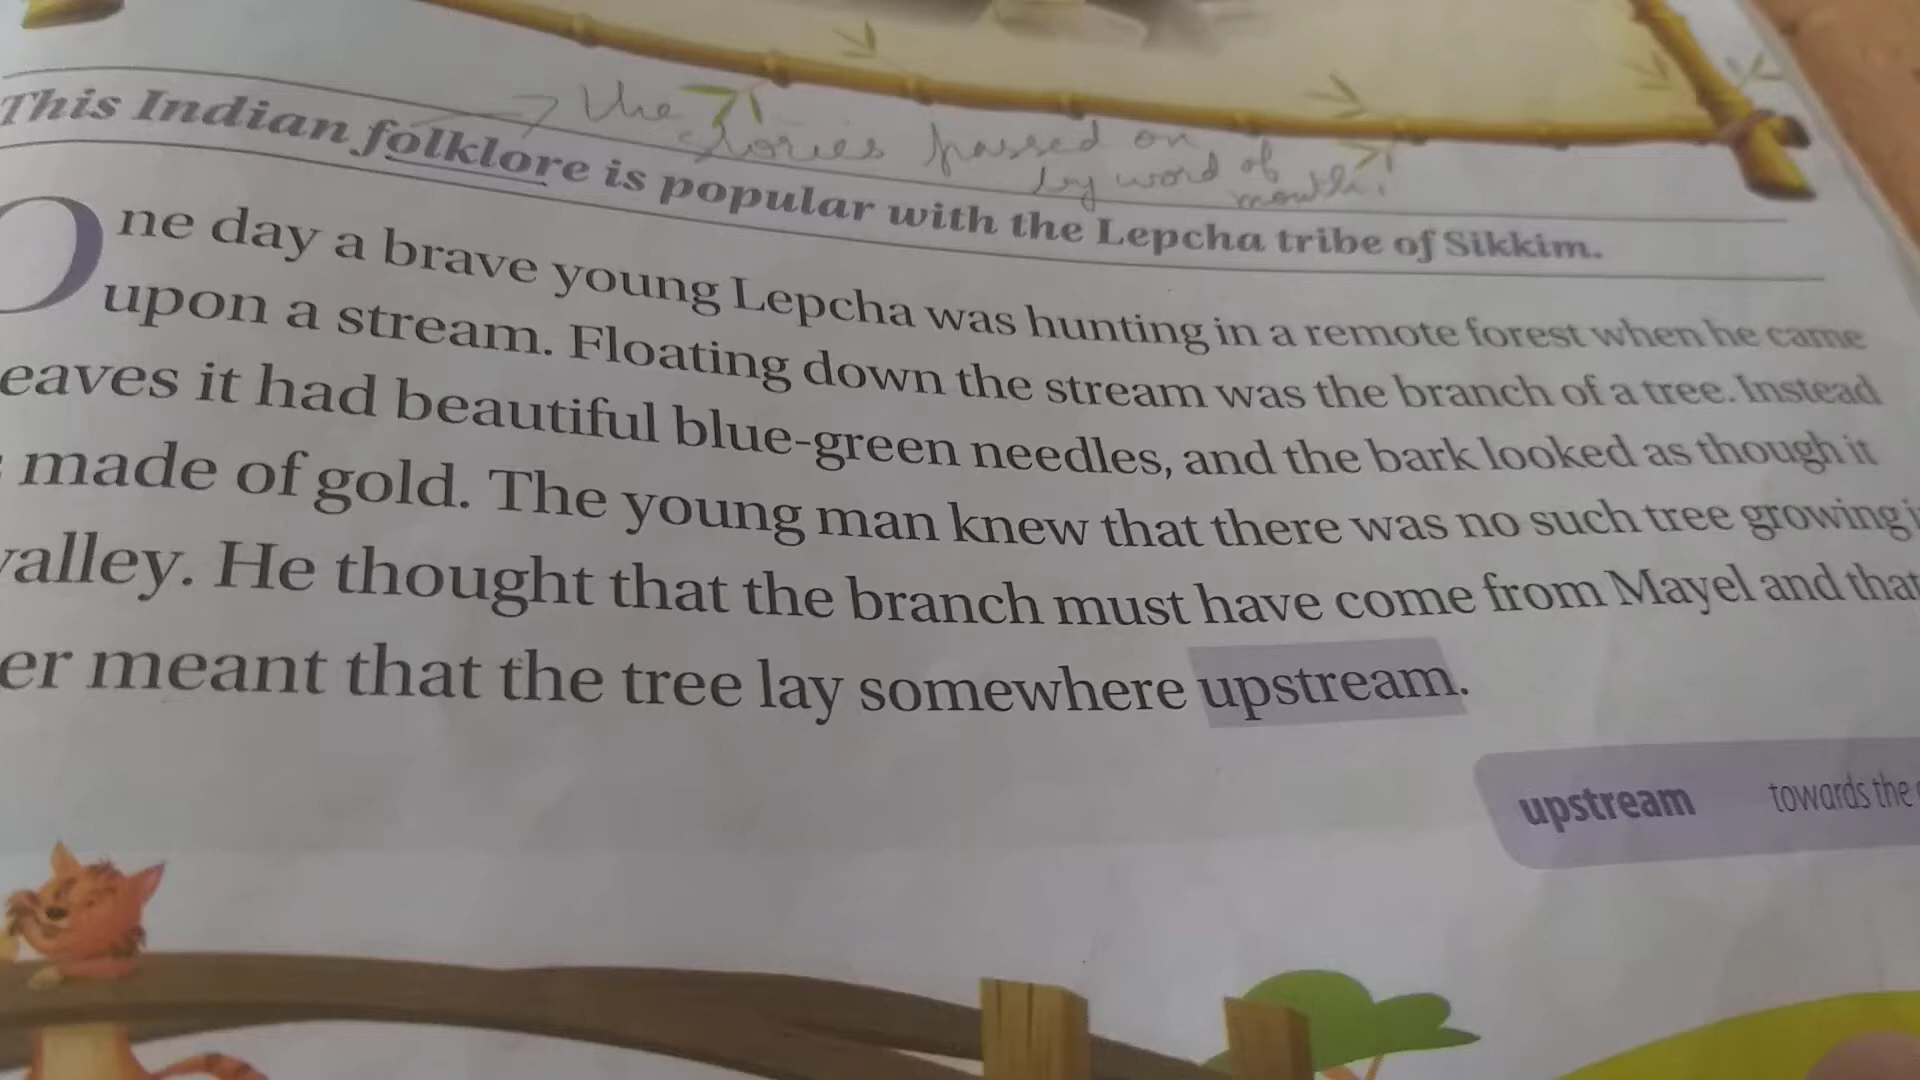 the
stories passed on
by word of
mouth.
This Indian folklore is popular with the Lepcha tribe of Sikkim.
One day a brave young Lepcha was hunting in a remote forest when he came
upon a stream. Floating down the stream was the branch of a tree. Instead
eaves it had beautiful blue-green needles, and the bark looked as though it
made of gold. The young man knew that there was no such tree growing
valley. He thought that the branch must have come from Mayel and that
er meant that the tree lay somewhere upstream.
upstream towards the